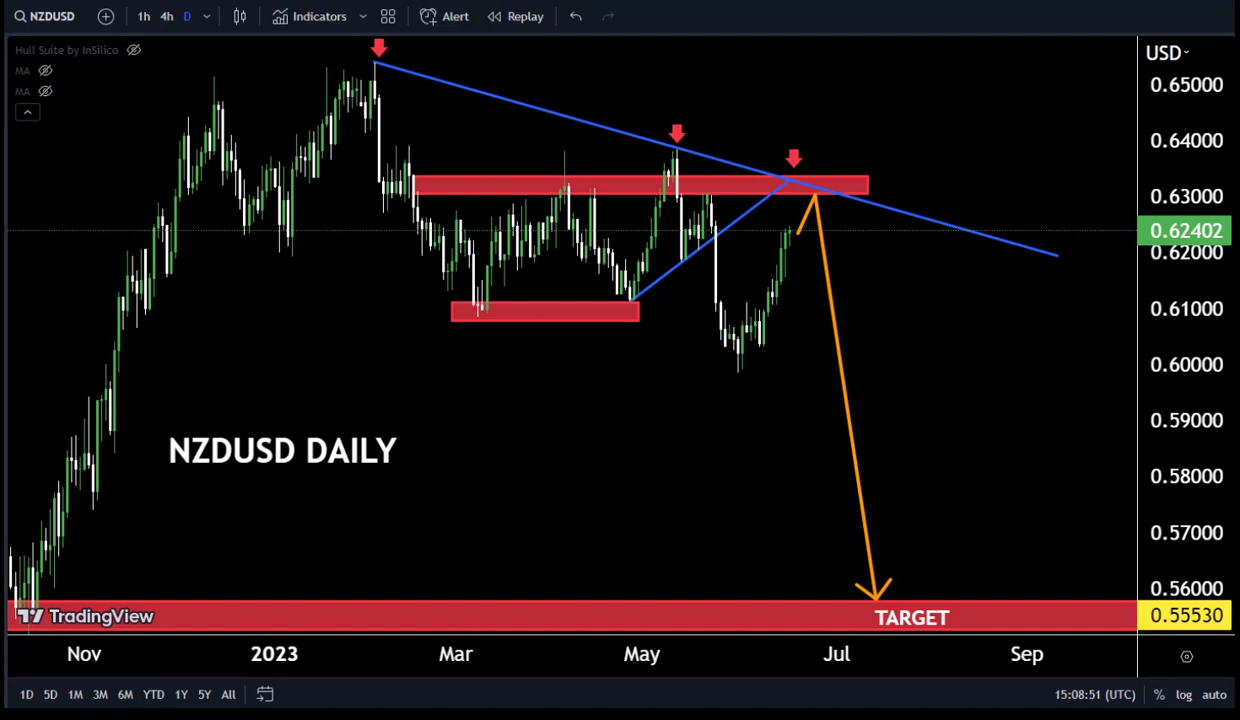 NZDUSD 1h 4h D Indicators Alert Replay
Hull Suite by InSilico
MA
MA
USD
0.65000
0.64000
0.63000
0.62402
0.62000
0.61000
0.60000
0.59000
0.58000
0.57000
0.56000
0.55530
NZDUSD DAILY
TradingView
TARGET
Nov 2023 Mar May Jul Sep
1D 5D 1M 3M 6M YTD 1Y 5Y All 15:08:51 (UTC) % log auto